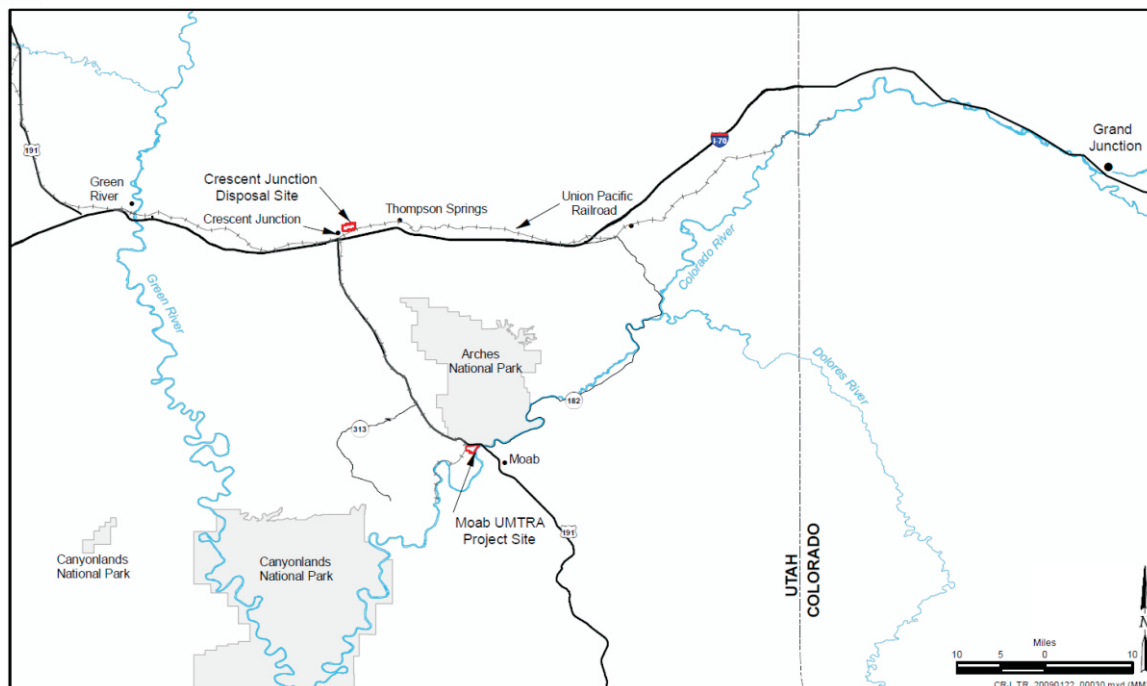 191
Green
River
Crescent Junction
Disposal Site
Crescent Junction
Thompson Springs
Union Pacific
Railroad
I-70
Grand
Junction
Green River
Colorado River
Arches
National Park
Dolores River
182
313
Moab
Moab UMTRA
Project Site
191
Canyonlands
National Park
Canyonlands
National Park
UTAH
COLORADO
N
Miles
10 5 0 10